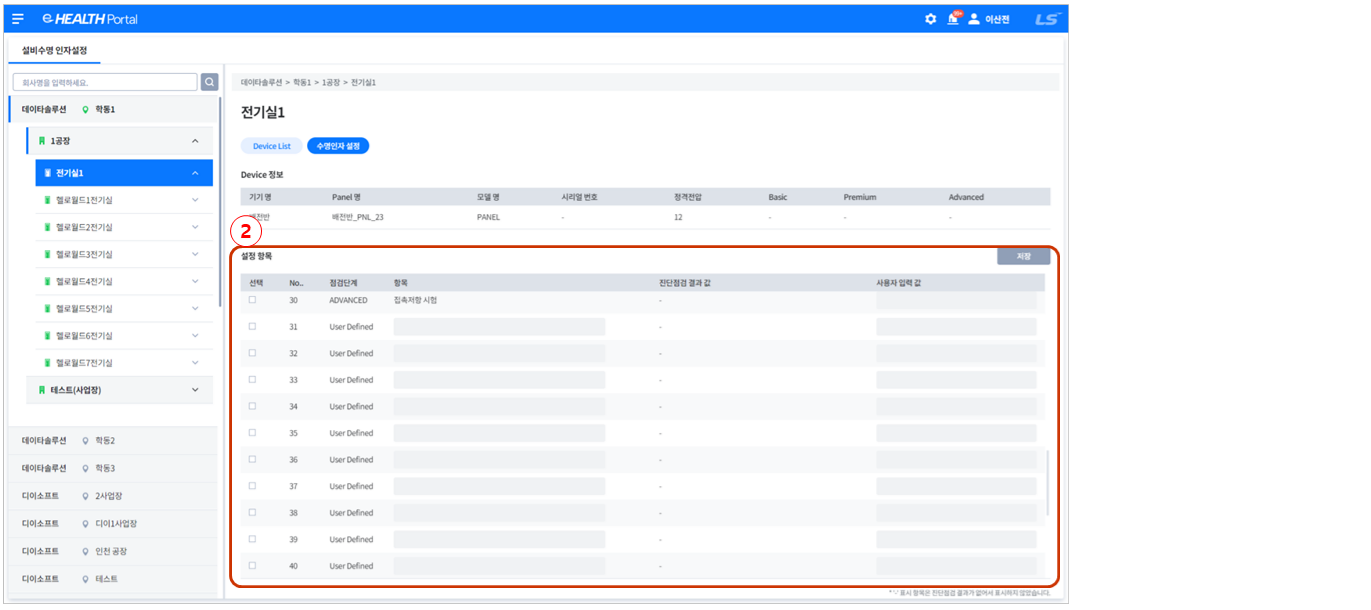 HEALTH Portal
99+
이산전
LS
설비수명 인자설정
회사명을 입력하세요.
데이타솔루션 학동1
1공장
전기실1
헬로월드1전기실
헬로월드2전기실
헬로월드3전기실
헬로월드4전기실
헬로월드5전기실
헬로월드6전기실
헬로월드7전기실
테스트(사업장)
데이타솔루션 학동2
데이타솔루션 학동3
디이소프트 2사업장
디이소프트 디이1사업장
디이소프트 인천 공장
디이소프트 테스트
데이타솔루션 > 학동1 > 1공장 > 전기실1
전기실1
Device List 수명인자 설정
Device 정보
기기 명 Panel 명 모델 명 시리얼 번호 정격전압 Basic Premium Advanced
배전반 배전반_PNL_23 PANEL - 12 - - -
2
설정 항목 저장
선택 No.. 점검단계 항목 진단점검 결과 값 사용자 입력 값
30 ADVANCED 접촉저항 시험 -
31 User Defined -
32 User Defined -
33 User Defined -
34 User Defined -
35 User Defined -
36 User Defined -
37 User Defined -
38 User Defined -
39 User Defined -
40 User Defined -
* '-' 표시 항목은 진단점검 결과가 없어서 표시하지 않았습니다.